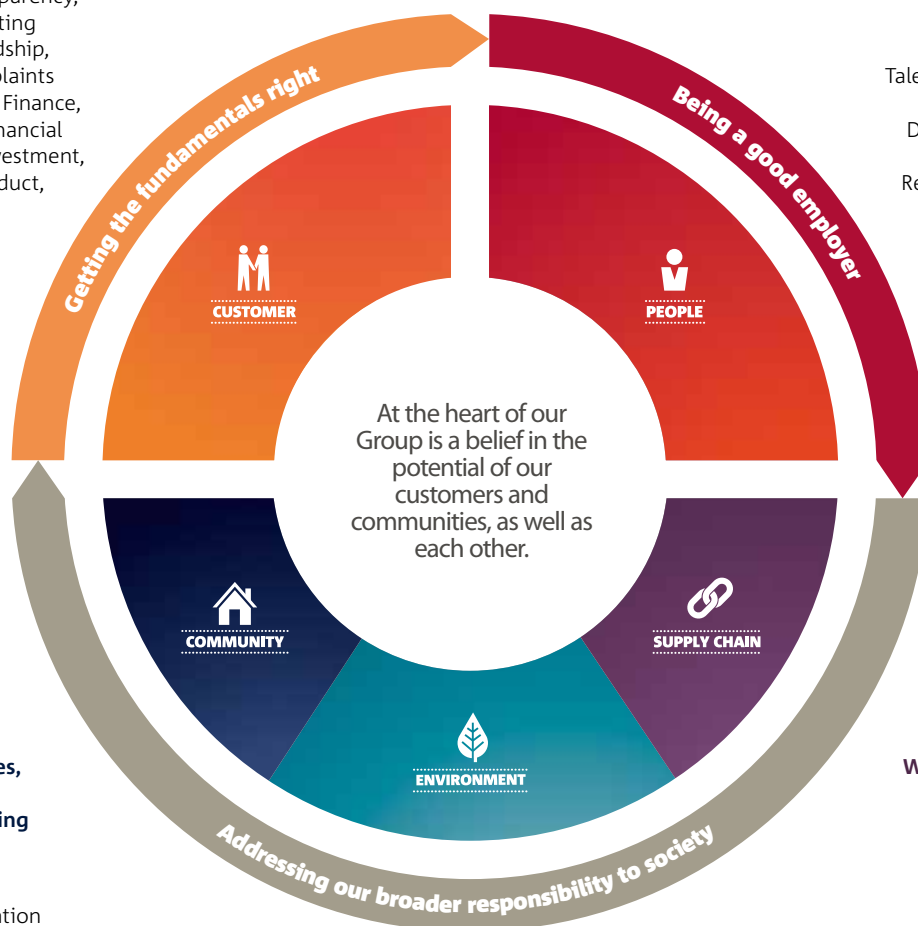 Finance,
Getting the fundamentals right
Being a good employer
CUSTOMER
PEOPLE
At the heart of our
Group is a belief in the
potential of our
customers and
communities, as well as
each other.
COMMUNITY
SUPPLY CHAIN
ENVIRONMENT
Addressing our broader responsibility to society